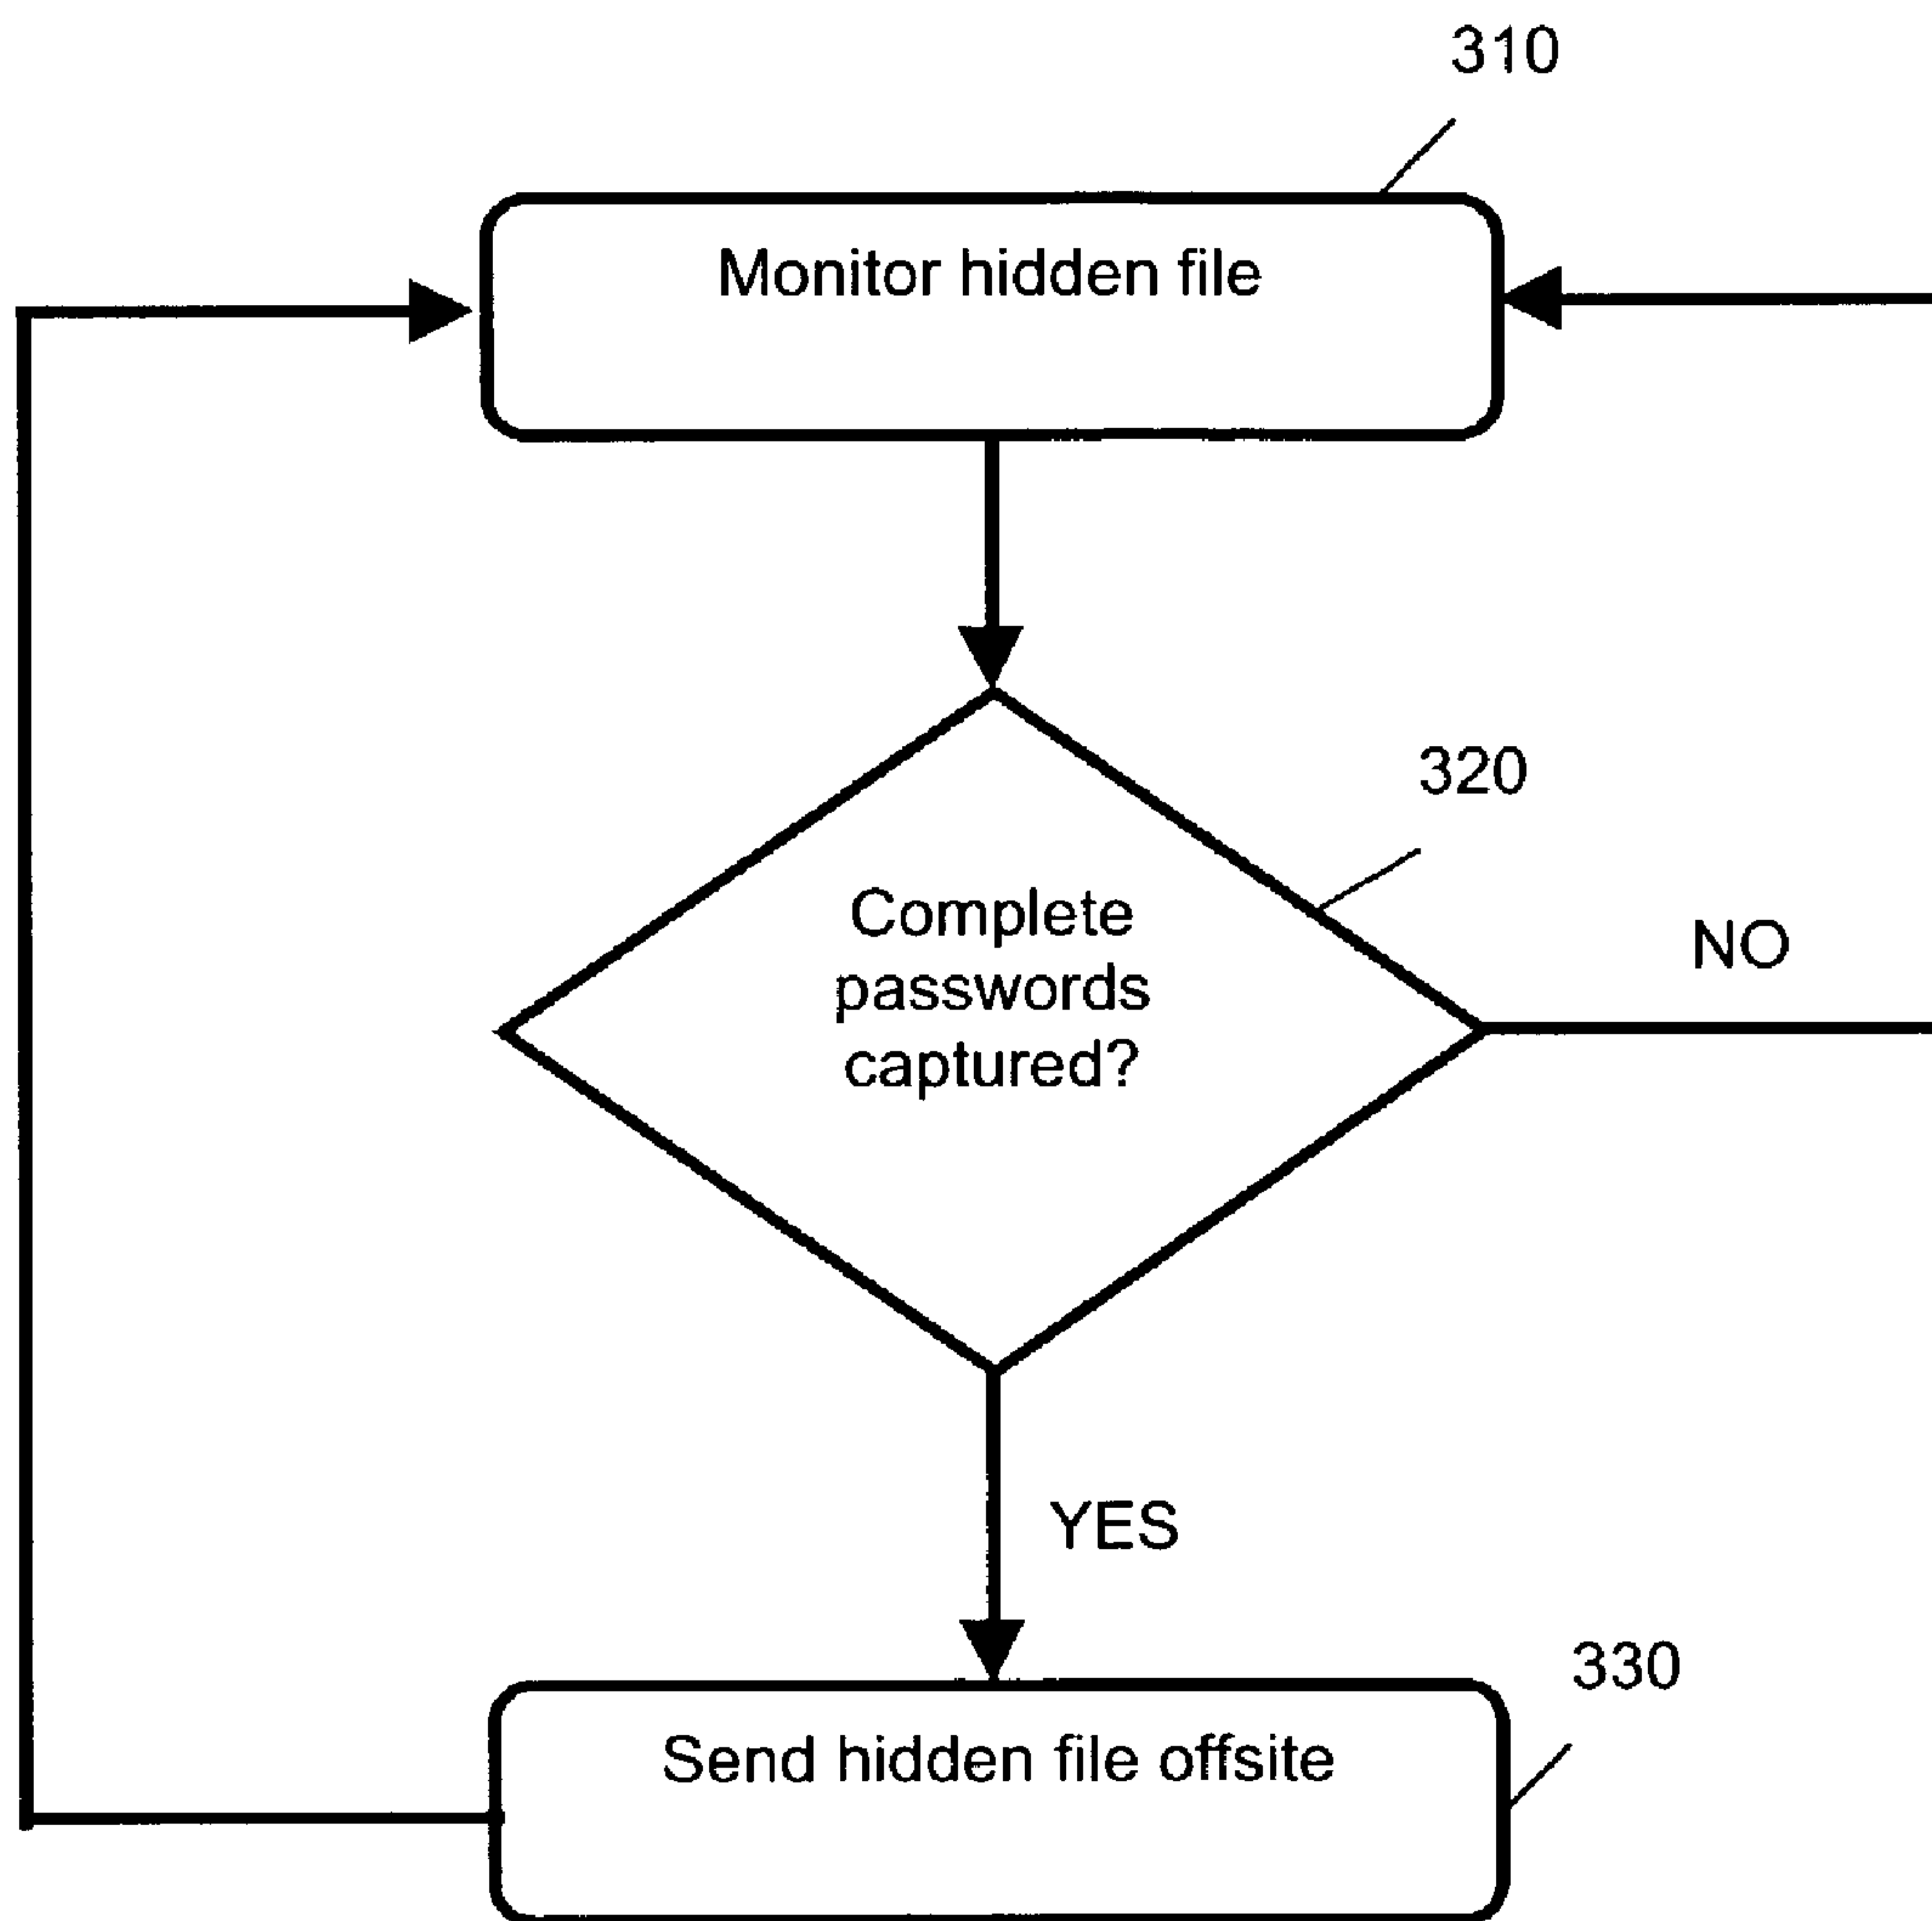 310
Monitor hidden file
320
Complete
passwords
captured?
NO
YES
330
Send hidden file offsite